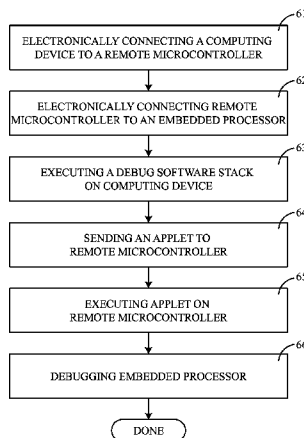 61
ELECTRONICALLY CONNECTING A COMPUTING
DEVICE TO A REMOTE MICROCONTROLLER
62
ELECTRONICALLY CONNECTING REMOTE
MICROCONTROLLER TO AN EMBEDDED PROCESSOR
63
EXECUTING A DEBUG SOFTWARE STACK
ON COMPUTING DEVICE
64
SENDING AN APPLET TO
REMOTE MICROCONTROLLER
65
EXECUTING APPLET ON
REMOTE MICROCONTROLLER
66
DEBUGGING EMBEDDED PROCESSOR
DONE